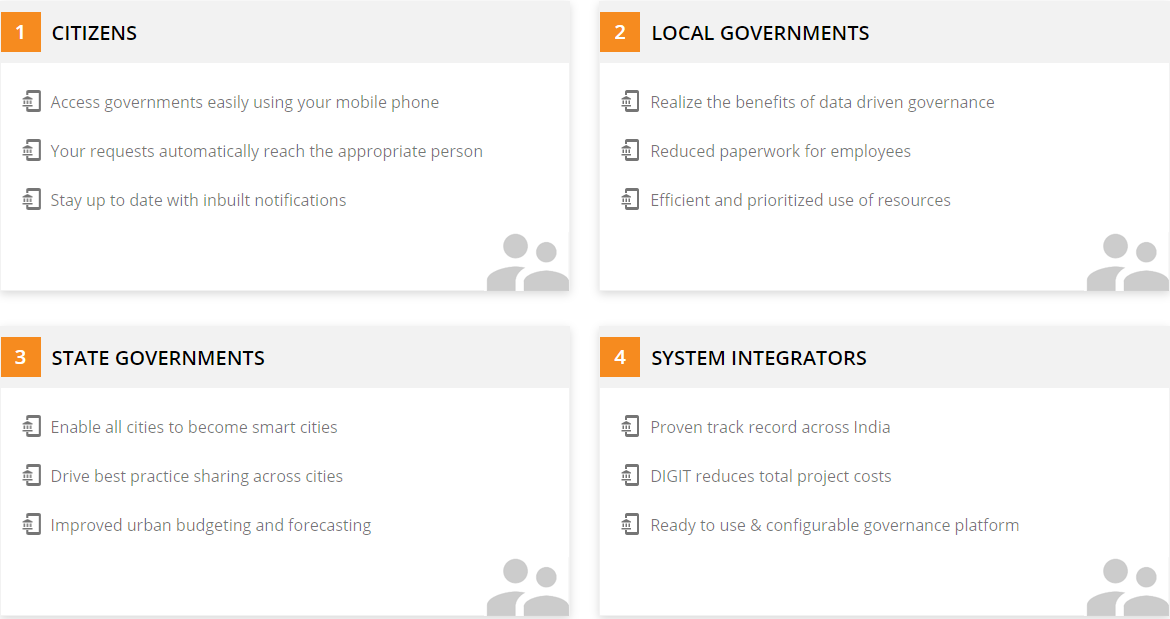 1 CITIZENS
Access governments easily using your mobile phone
Your requests automatically reach the appropriate person
Stay up to date with inbuilt notifications
2 LOCAL GOVERNMENTS
Realize the benefits of data driven governance
Reduced paperwork for employees
Efficient and prioritized use of resources
3 STATE GOVERNMENTS
Enable all cities to become smart cities
Drive best practice sharing across cities
Improved urban budgeting and forecasting
4 SYSTEM INTEGRATORS
Proven track record across India
DIGIT reduces total project costs
Ready to use & configurable governance platform